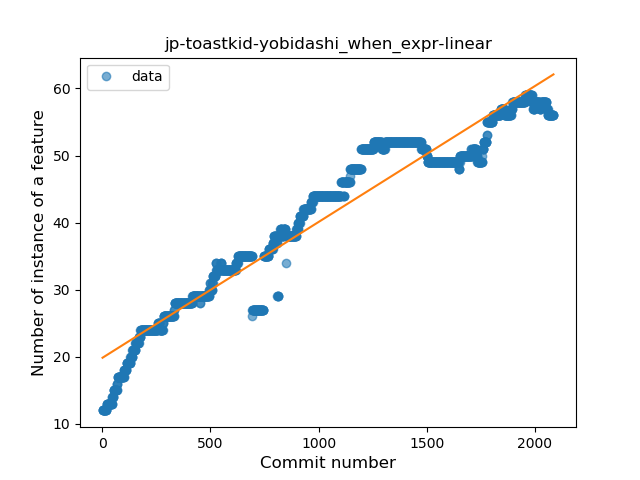 jp-toastkid-yobidashi_when_expr-linear
data
Number of instance of a feature
60
50
40
30
20
10
0
500
1000
1500
2000
Commit number